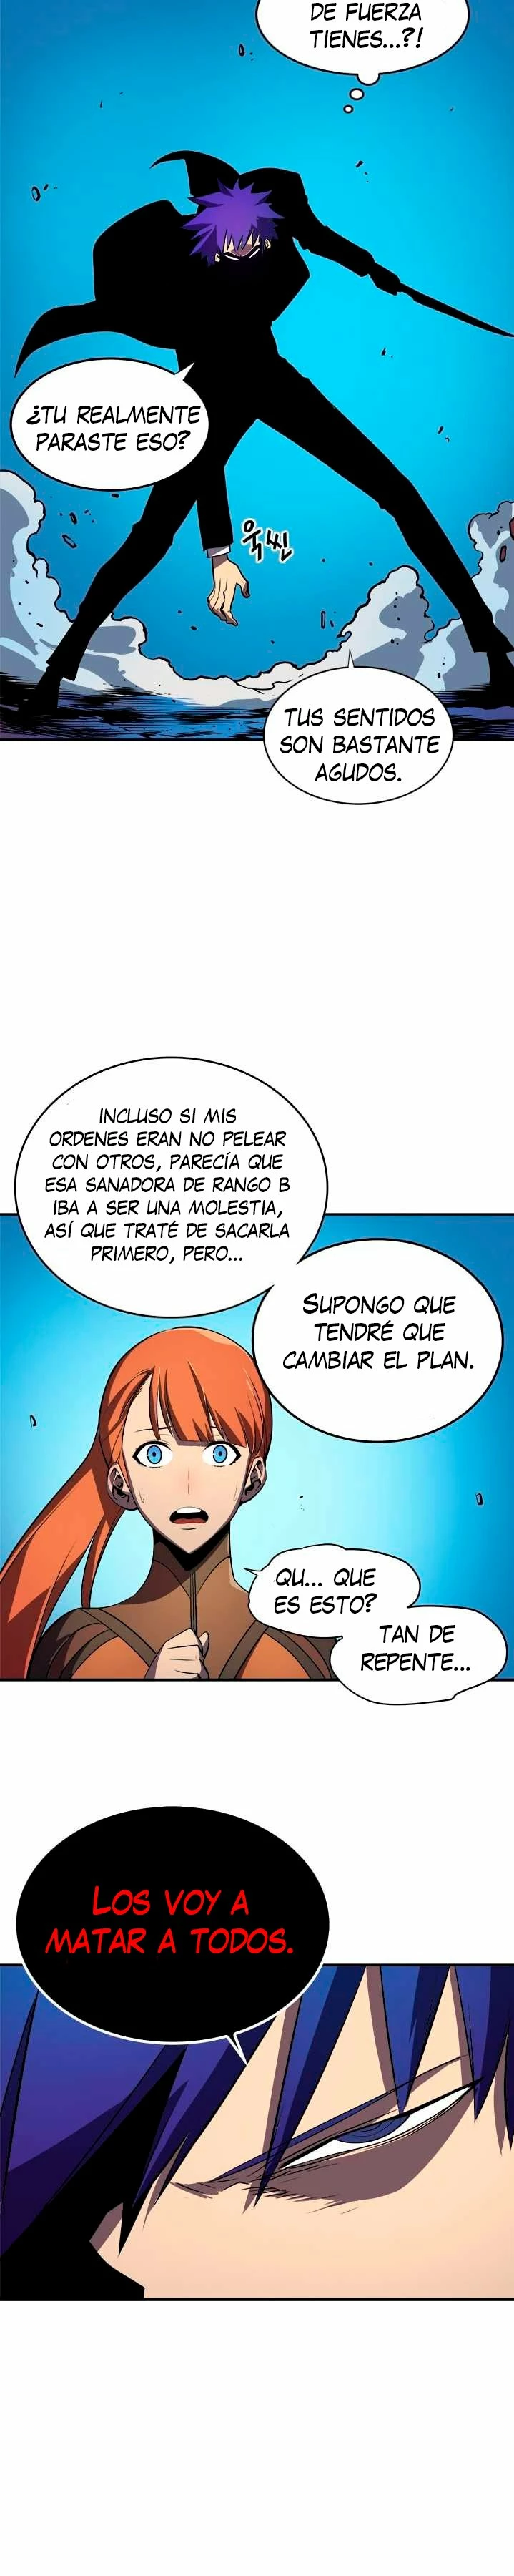 DE FUERZA
TIENES...?!
¿TU REALMENTE
PARASTE ESO?
욱씬
TUS SENTIDOS
SON BASTANTE
AGUDOS.
INCLUSO SI MIS
ORDENES ERAN NO PELEAR
CON OTROS, PARECÍA QUE
ESA SANADORA DE RANGO B
IBA A SER UNA MOLESTIA,
ASÍ QUE TRATÉ DE SACARLA
PRIMERO, PERO...
SUPONGO QUE
TENDRÉ QUE
CAMBIAR EL PLAN.
QU... QUE
ES ESTO?
TAN DE
REPENTE...
LOS VOY A
MATAR A TODOS.